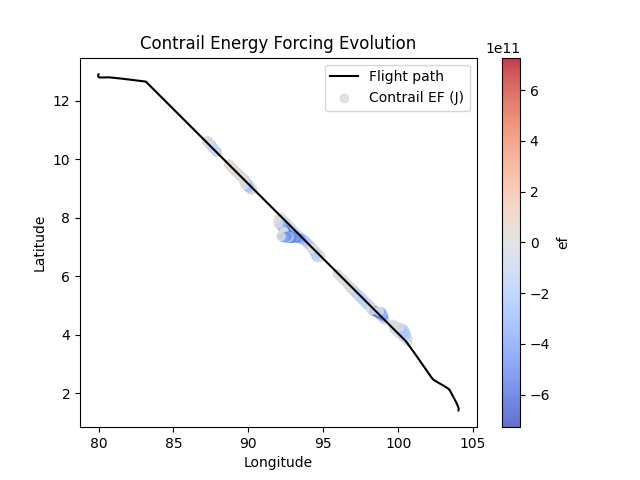 Contrail Energy Forcing Evolution
1e11
Flight path
Contrail EF (J)
12
10
8
6
4
2
Latitude
80
85
90
95
100
105
Longitude
6
4
2
0
−2
−4
−6
ef